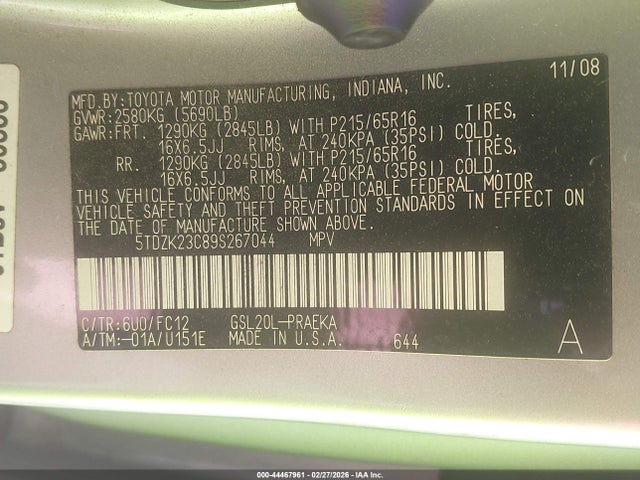 MFD.BY:TOYOTA MOTOR MANUFACTURING, INDIANA, INC. 11/08
GVWR:2580KG (5690LB)
GAWR:FRT. 1290KG (2845LB) WITH P215/65R16 TIRES,
16X6.5JJ RIMS, AT 240KPA (35PSI) COLD.
RR. 1290KG (2845LB) WITH P215/65R16 TIRES,
16X6.5JJ RIMS, AT 240KPA (35PSI) COLD.
THIS VEHICLE CONFORMS TO ALL APPLICABLE FEDERAL MOTOR
VEHICLE SAFETY AND THEFT PREVENTION STANDARDS IN EFFECT ON
THE DATE OF MANUFACTURE SHOWN ABOVE.
5TDZK23C89S267044 MPV
C/TR:6U0/FC12 GSL20L-PRAEKA
A/TM:-01A/U151E MADE IN U.S.A. 644 A
000-44467961 - 02/27/2026 - IAA Inc.